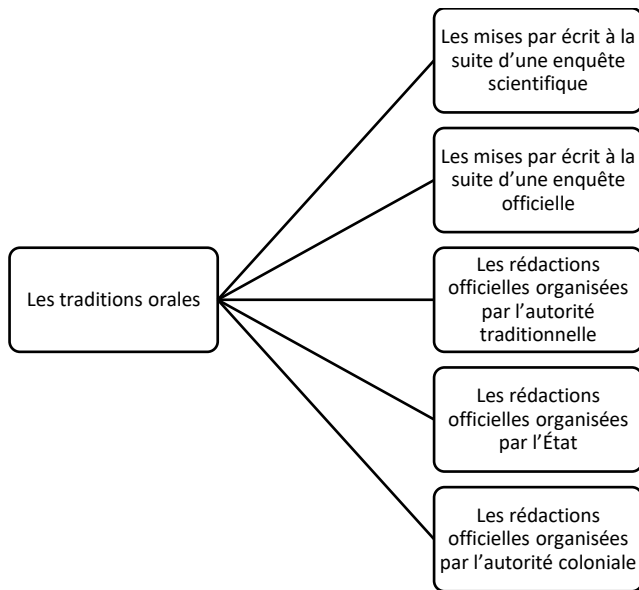 Les traditions orales
Les mises par écrit à la
suite d’une enquête
scientifique
Les mises par écrit à la
suite d’une enquête
officielle
Les rédactions
officielles organisées
par l’autorité
traditionnelle
Les rédactions
officielles organisées
par l’État
Les rédactions
officielles organisées
par l’autorité coloniale